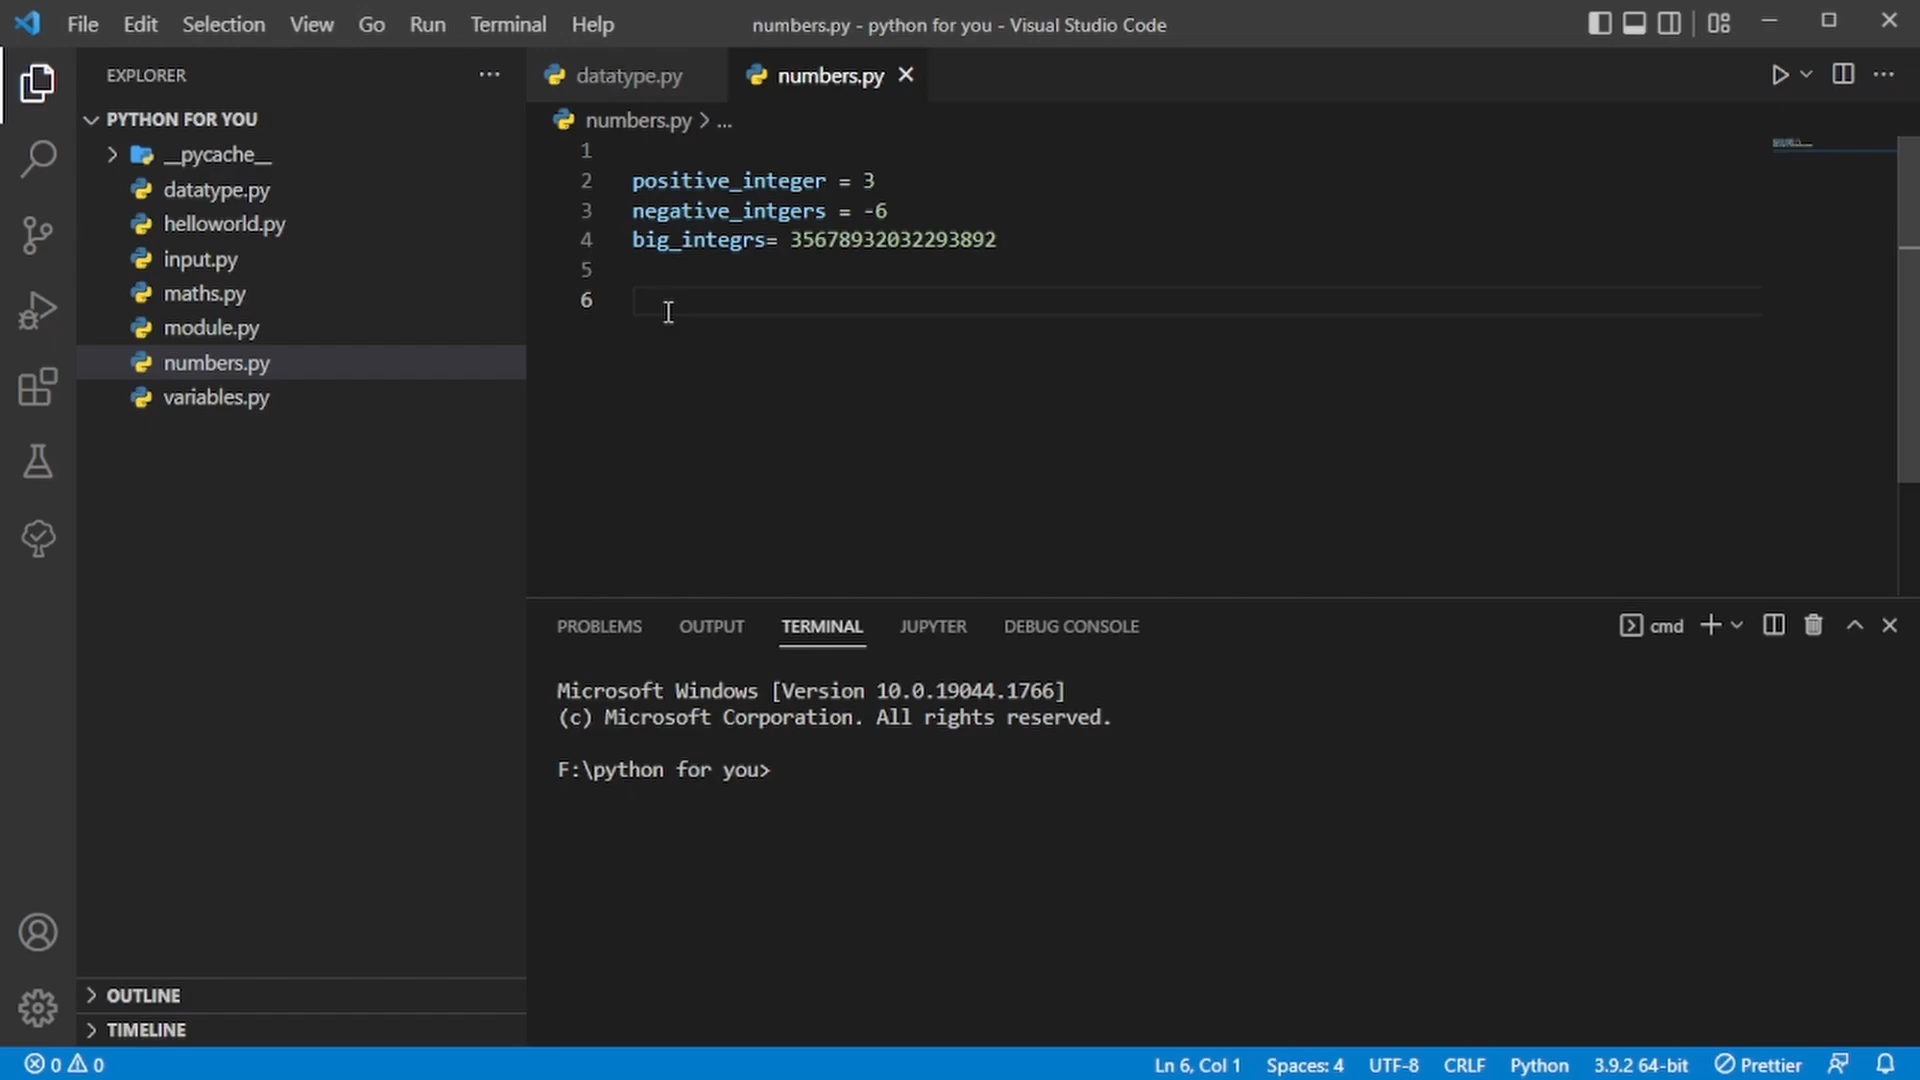 File Edit Selection View Go Run Terminal Help numbers.py - python for you - Visual Studio Code
EXPLORER
PYTHON FOR YOU
__pycache__
datatype.py
helloworld.py
input.py
maths.py
module.py
numbers.py
variables.py
OUTLINE
TIMELINE
datatype.py numbers.py
numbers.py > ...
1
2 positive_integer = 3
3 negative_intgers = -6
4 big_integrs= 35678932032293892
5
6
PROBLEMS OUTPUT TERMINAL JUPYTER DEBUG CONSOLE cmd
Microsoft Windows [Version 10.0.19044.1766]
(c) Microsoft Corporation. All rights reserved.
F:\python for you>
0 0 Ln 6, Col 1 Spaces: 4 UTF-8 CRLF Python 3.9.2 64-bit Prettier